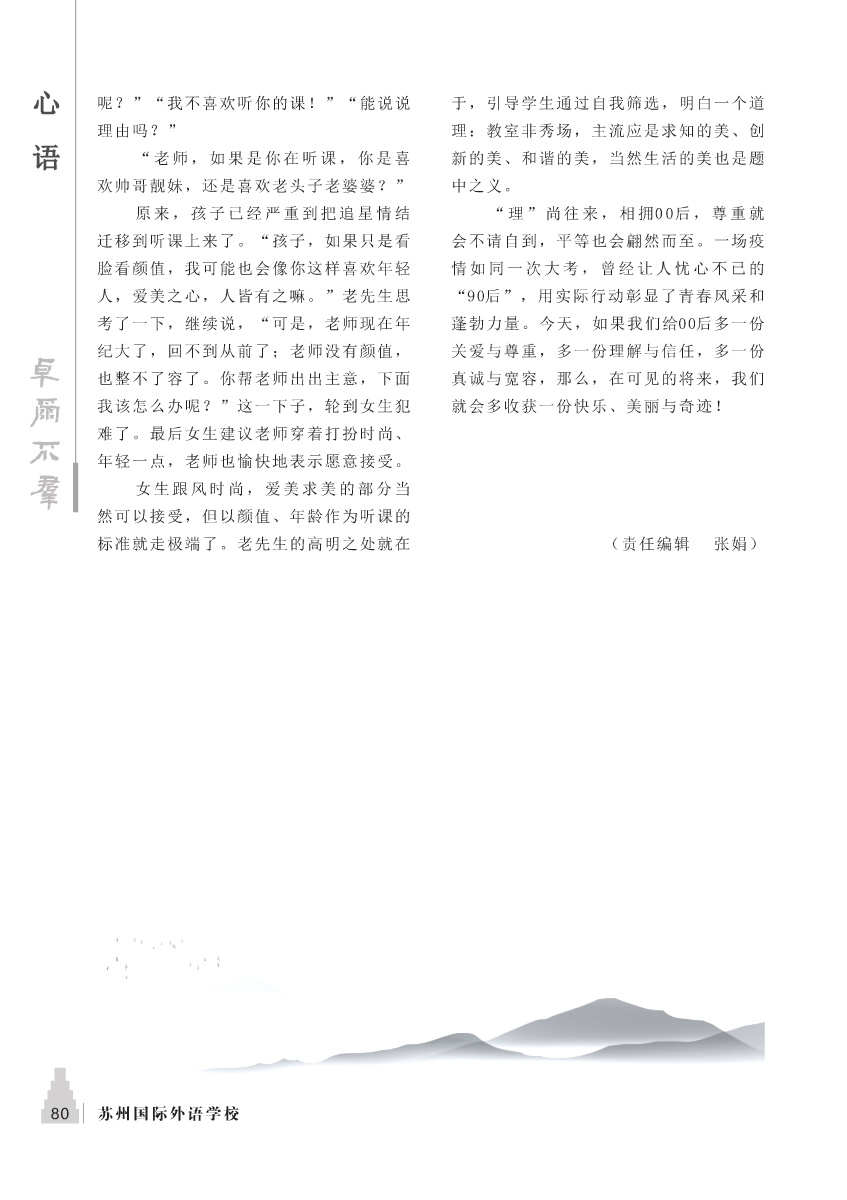 心
语
卓
尔
不
群
呢？”“我不喜欢听你的课！”“能说说
理由吗？”
“老师，如果是你在听课，你是喜
欢帅哥靓妹，还是喜欢老头子老婆婆？”
原来，孩子已经严重到把追星情结
迁移到听课上来了。“孩子，如果只是看
脸看颜值，我可能也会像你这样喜欢年轻
人，爱美之心，人皆有之嘛。”老先生思
考了一下，继续说，“可是，老师现在年
纪大了，回不到从前了；老师没有颜值，
也整不了容了。你帮老师出出主意，下面
我该怎么办呢？”这一下子，轮到女生犯
难了。最后女生建议老师穿着打扮时尚、
年轻一点，老师也愉快地表示愿意接受。
女生跟风时尚，爱美求美的部分当
然可以接受，但以颜值、年龄作为听课的
标准就走极端了。老先生的高明之处就在
于，引导学生通过自我筛选，明白一个道
理：教室非秀场，主流应是求知的美、创
新的美、和谐的美，当然生活的美也是题
中之义。
“理”尚往来，相拥00后，尊重就
会不请自到，平等也会翩然而至。一场疫
情如同一次大考，曾经让人忧心不已的
“90后”，用实际行动彰显了青春风采和
蓬勃力量。今天，如果我们给00后多一份
关爱与尊重，多一份理解与信任，多一份
真诚与宽容，那么，在可见的将来，我们
就会多收获一份快乐、美丽与奇迹！
（责任编辑　张娟）
80
苏州国际外语学校